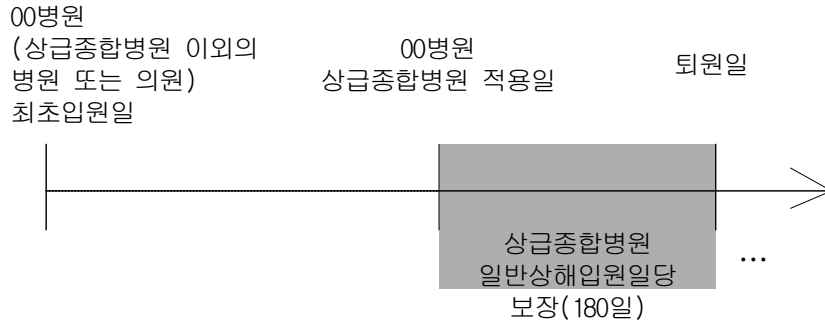 00병원
(상급종합병원 이외의
병원 또는 의원)
최초입원일
00병원
상급종합병원 적용일
퇴원일
상급종합병원
일반상해입원일당
보장(180일)
...